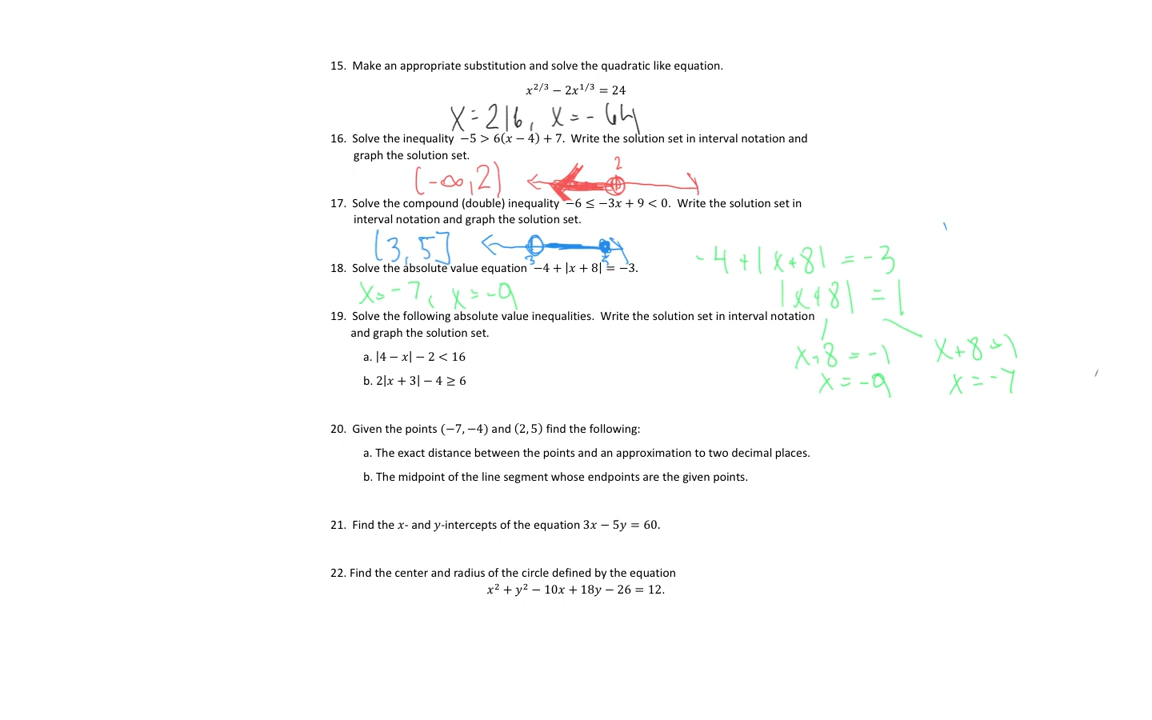 15. Make an appropriate substitution and solve the quadratic like equation.
x^{2/3} − 2x^{1/3} = 24
x = 216, x = -64
16. Solve the inequality −5 > 6(x − 4) + 7. Write the solution set in interval notation and
graph the solution set.
2
(-∞, 2)
17. Solve the compound (double) inequality −6 ≤ −3x + 9 < 0. Write the solution set in
interval notation and graph the solution set.
(3, 5]
3 5
18. Solve the absolute value equation −4 + |x + 8| = −3.
x = -7, x = -9
-4 + |x + 8| = -3
|x + 8| = 1
x + 8 = -1 x + 8 = 1
x = -9 x = -7
19. Solve the following absolute value inequalities. Write the solution set in interval notation
and graph the solution set.
a. |4 − x| − 2 < 16
b. 2|x + 3| − 4 ≥ 6
20. Given the points (−7, −4) and (2, 5) find the following:
a. The exact distance between the points and an approximation to two decimal places.
b. The midpoint of the line segment whose endpoints are the given points.
21. Find the x- and y-intercepts of the equation 3x − 5y = 60.
22. Find the center and radius of the circle defined by the equation
x² + y² − 10x + 18y − 26 = 12.